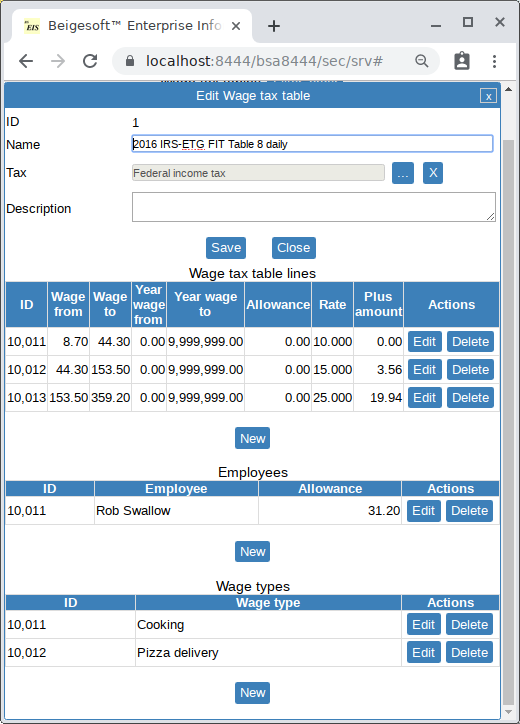 EIS Beigesoft™ Enterprise Info
localhost:8444/bsa8444/sec/srv#
Edit Wage tax table x
ID 1
Name 2016 IRS-ETG FIT Table 8 daily
Tax Federal income tax ... X
Description
Save Close
Wage tax table lines
ID Wage from Wage to Year wage from Year wage to Allowance Rate Plus amount Actions
10,011 8.70 44.30 0.00 9,999,999.00 0.00 10.000 0.00 Edit Delete
10,012 44.30 153.50 0.00 9,999,999.00 0.00 15.000 3.56 Edit Delete
10,013 153.50 359.20 0.00 9,999,999.00 0.00 25.000 19.94 Edit Delete
New
Employees
ID Employee Allowance Actions
10,011 Rob Swallow 31.20 Edit Delete
New
Wage types
ID Wage type Actions
10,011 Cooking Edit Delete
10,012 Pizza delivery Edit Delete
New